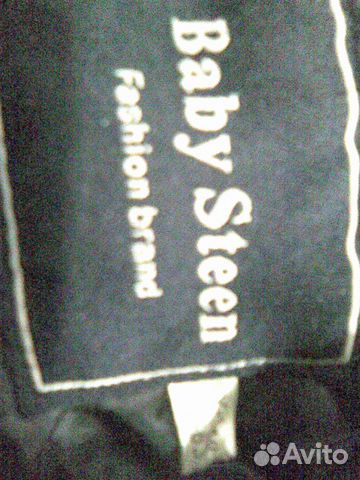 Baby Steen
Fashion brand
Avito